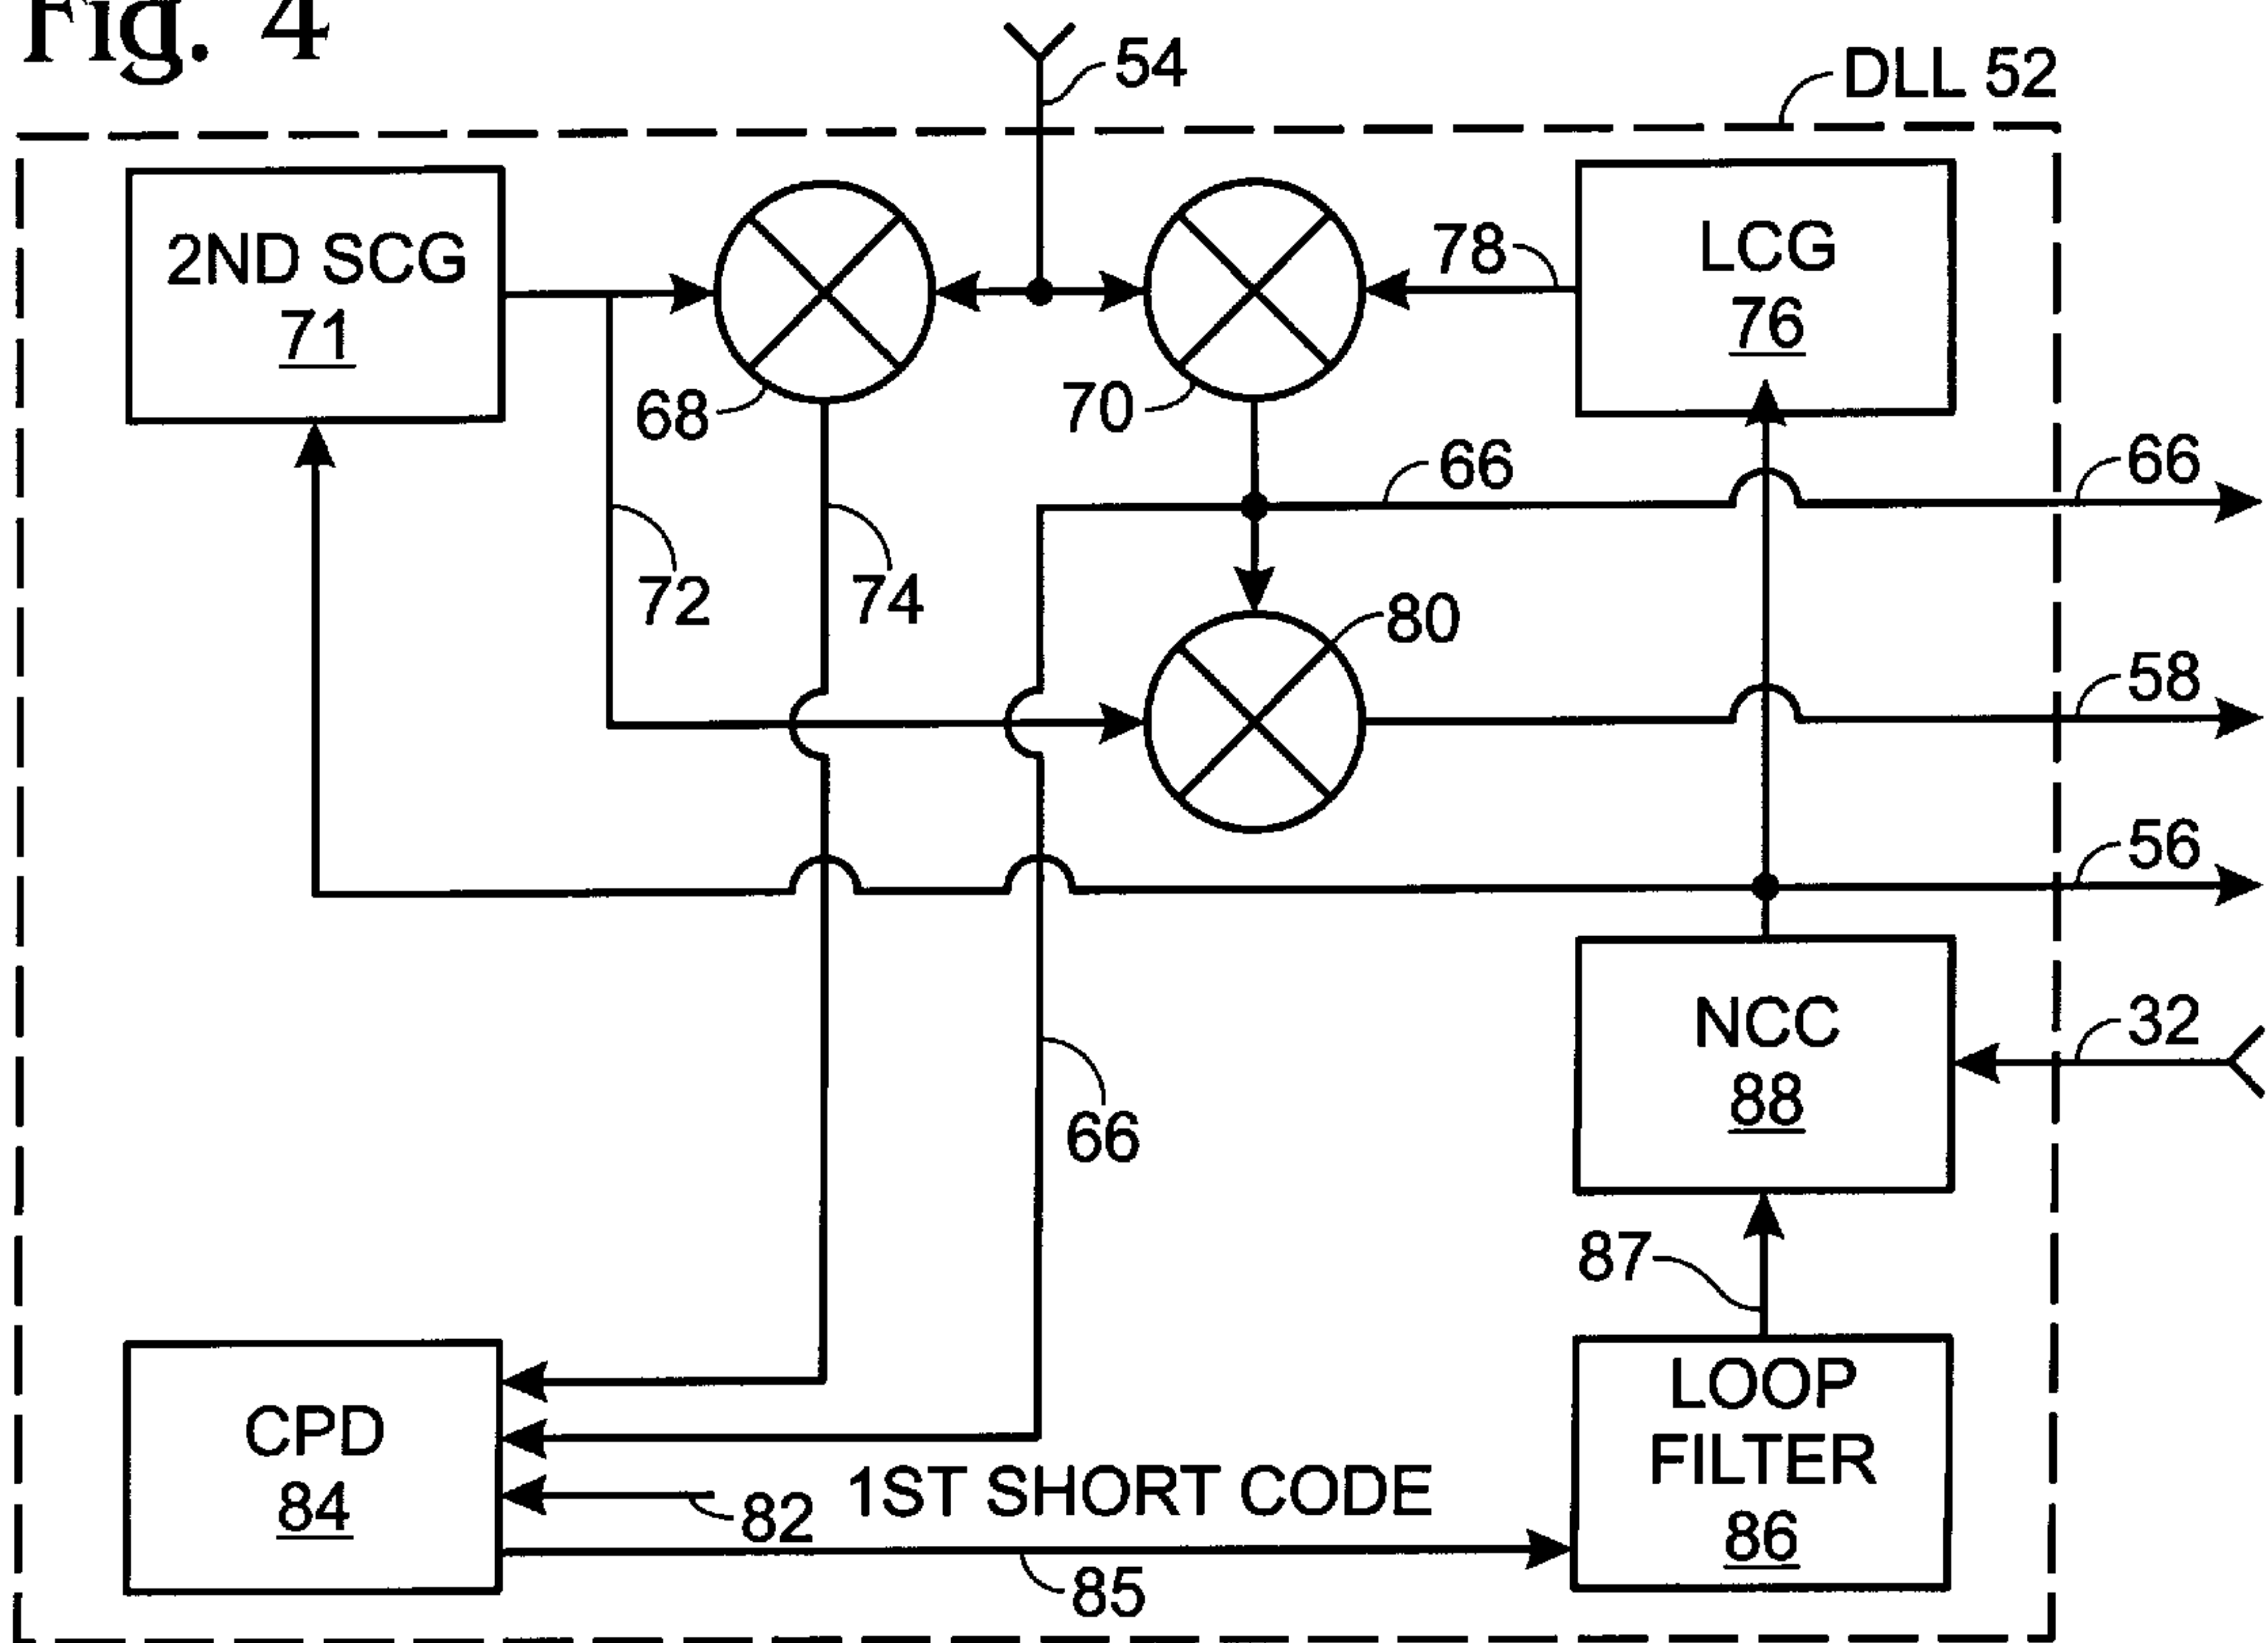 Fig. 4
54
DLL 52
2ND SCG
71
LCG
76
78
68
70
66
66
72
74
80
58
56
NCC
88
32
66
87
CPD
84
LOOP
FILTER
86
82
1ST SHORT CODE
85